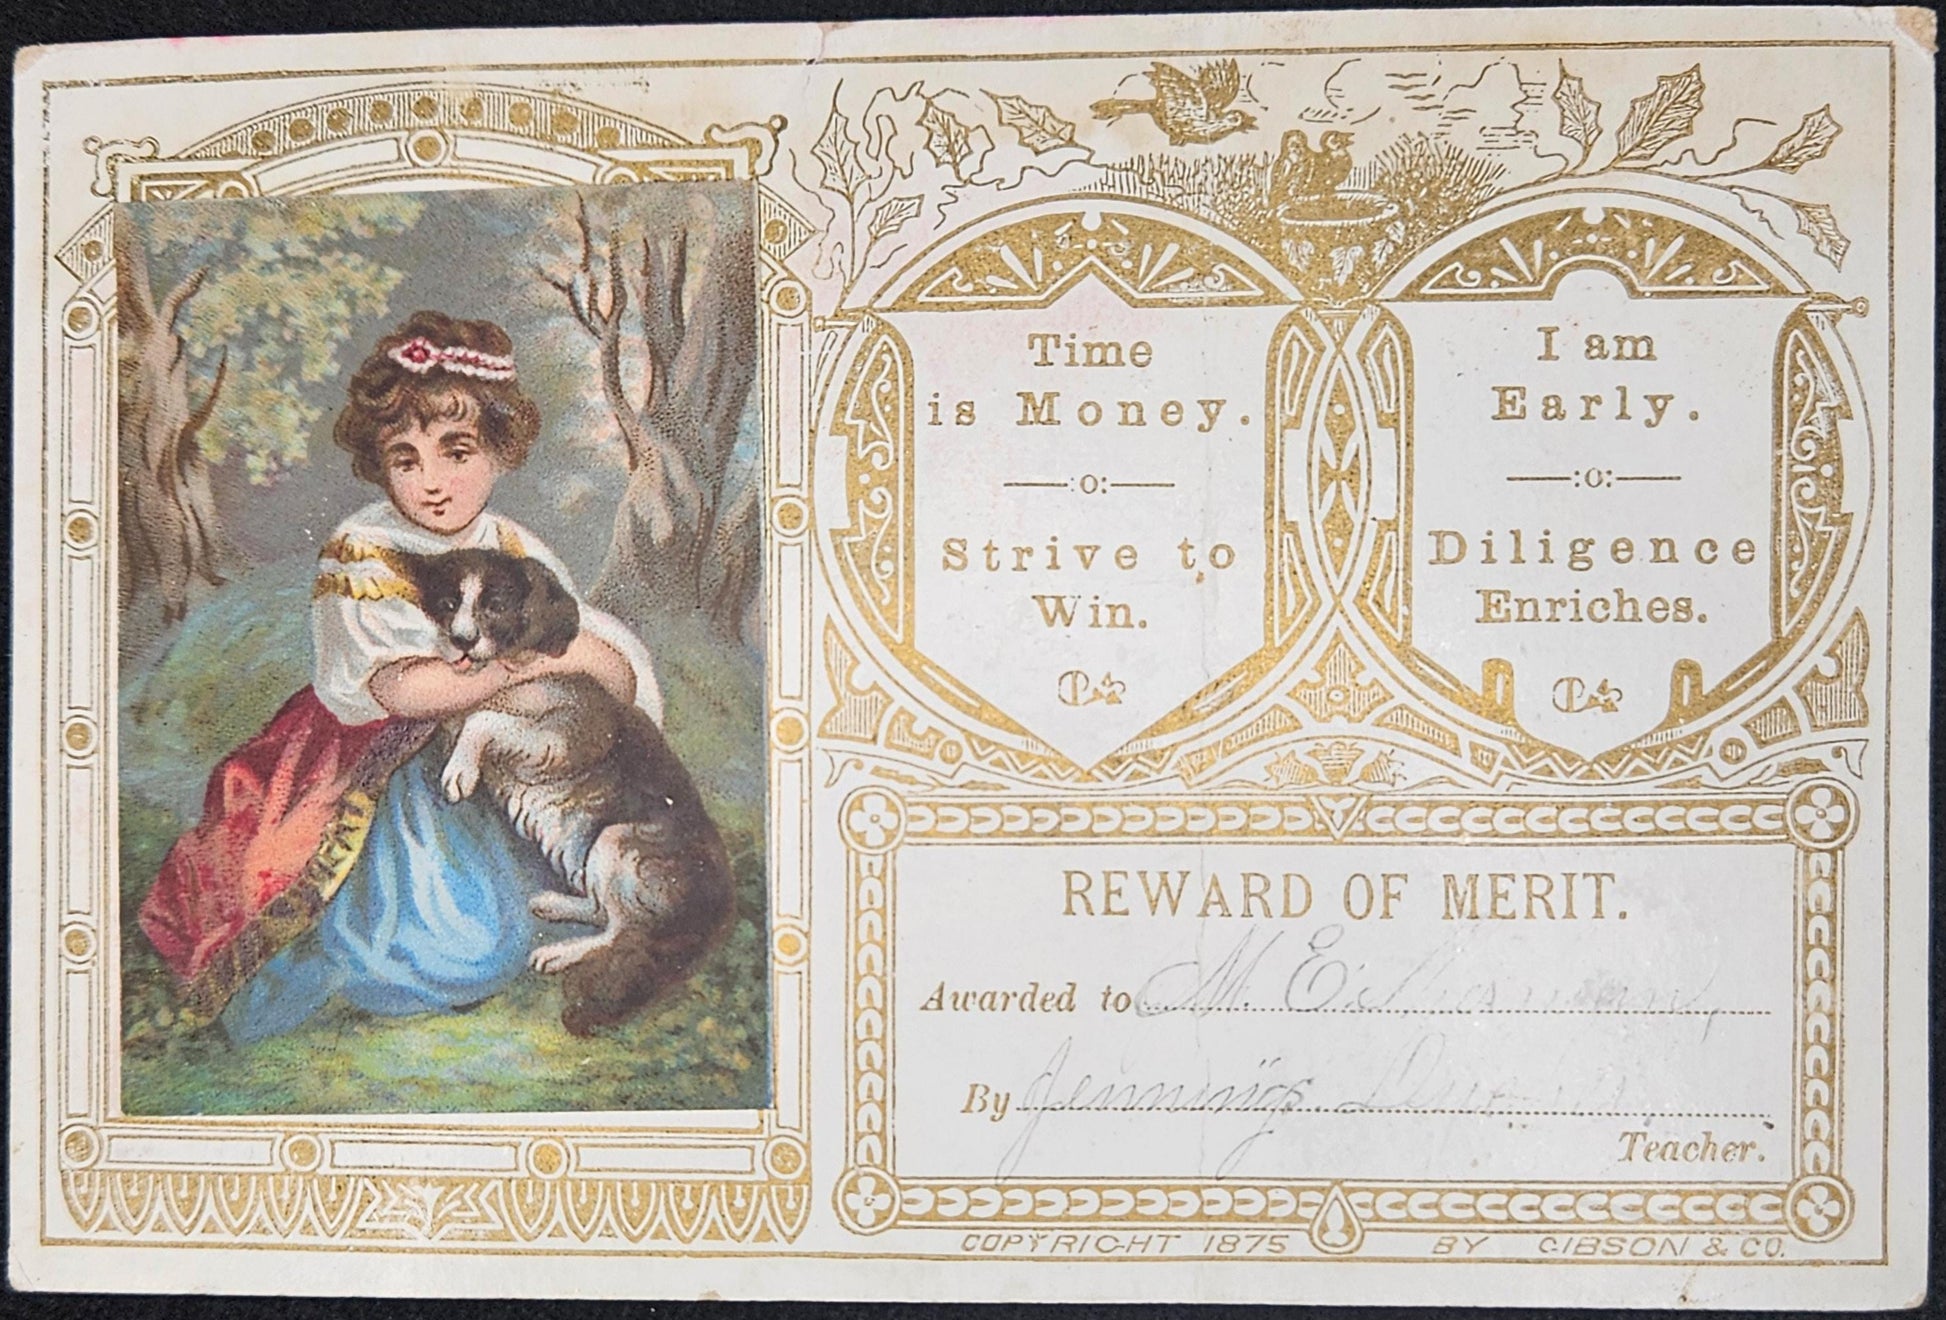 Time
is Money.
Strive to
Win.
I am
Early.
Diligence
Enriches.
REWARD OF MERIT.
Awarded to M. E.
By Jennings
Teacher.
COPYRIGHT 1875 BY GIBSON & CO.